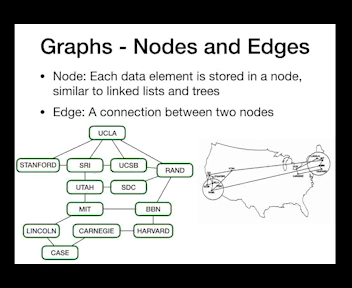 Graphs - Nodes and Edges
• Node: Each data element is stored in a node,
similar to linked lists and trees
• Edge: A connection between two nodes
UCLA
STANFORD SRI UCSB RAND
UTAH SDC
MIT BBN
LINCOLN CARNEGIE HARVARD
CASE